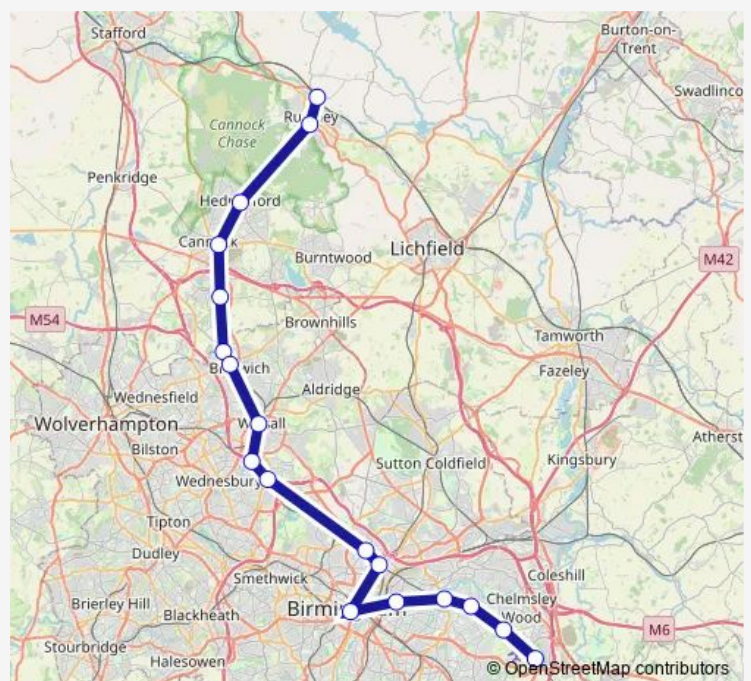 Stafford
Burton-on-
Trent
Swadlinco
Cannock
Chase
Penkridge
Lichfield
Burntwood
M42
M54
Brownhills
Tamworth
Fazeley
Wednesfield
Aldridge
Wolverhampton
Bilston
Atherst
Sutton Coldfield
Kingsbury
Wednesbury
Tipton
Dudley
Smethwick
Coleshill
Brierley Hill
Blackheath
Chelmsley
Wood
M6
Stourbridge
Halesowen
© OpenStreetMap contributors